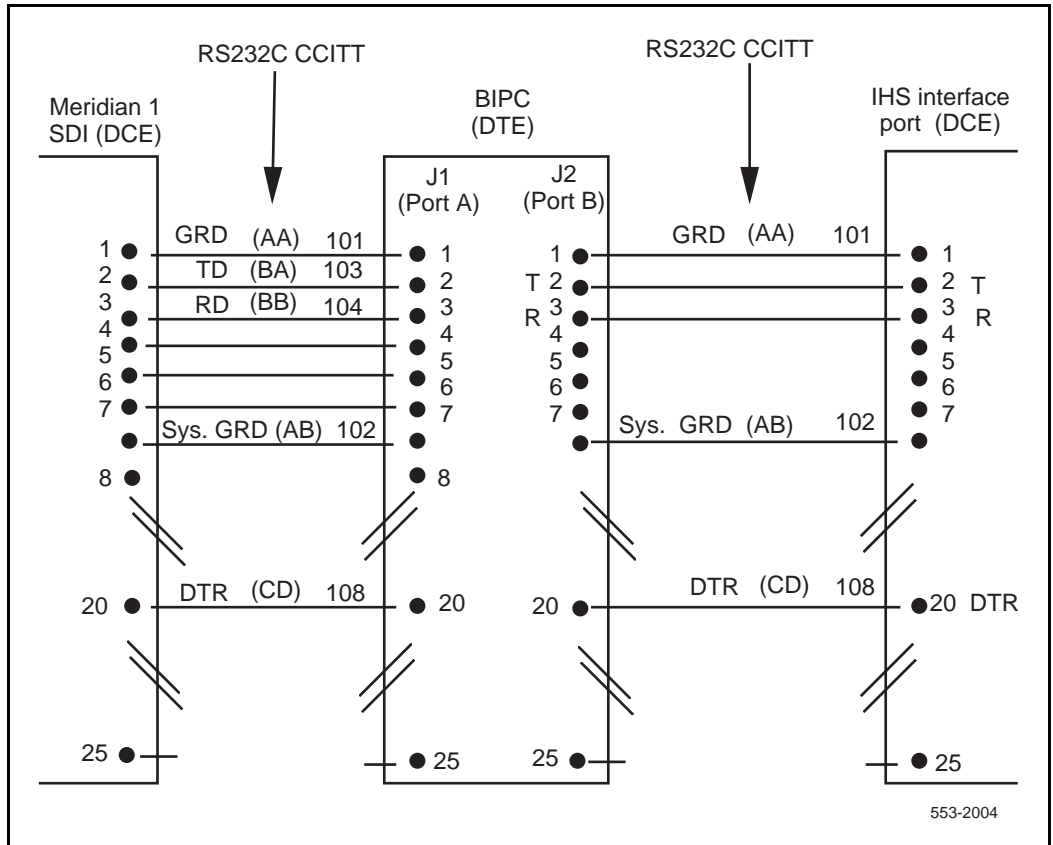 RS232C CCITT
RS232C CCITT
Meridian 1
SDI (DCE)
BIPC
(DTE)
IHS interface
port (DCE)
J1
(Port A)
J2
(Port B)
1 GRD (AA) 101 1
2 TD (BA) 103 2
3 RD (BB) 104 3
4 4
5 5
6 6
7 Sys. GRD (AB) 102 7
8 8
20 DTR (CD) 108 20
25 25
1 GRD (AA) 101 1
T 2 2 T
R 3 3 R
4 4
5 5
6 6
7 Sys. GRD (AB) 102 7
20 DTR (CD) 108 20 DTR
25 25
553-2004